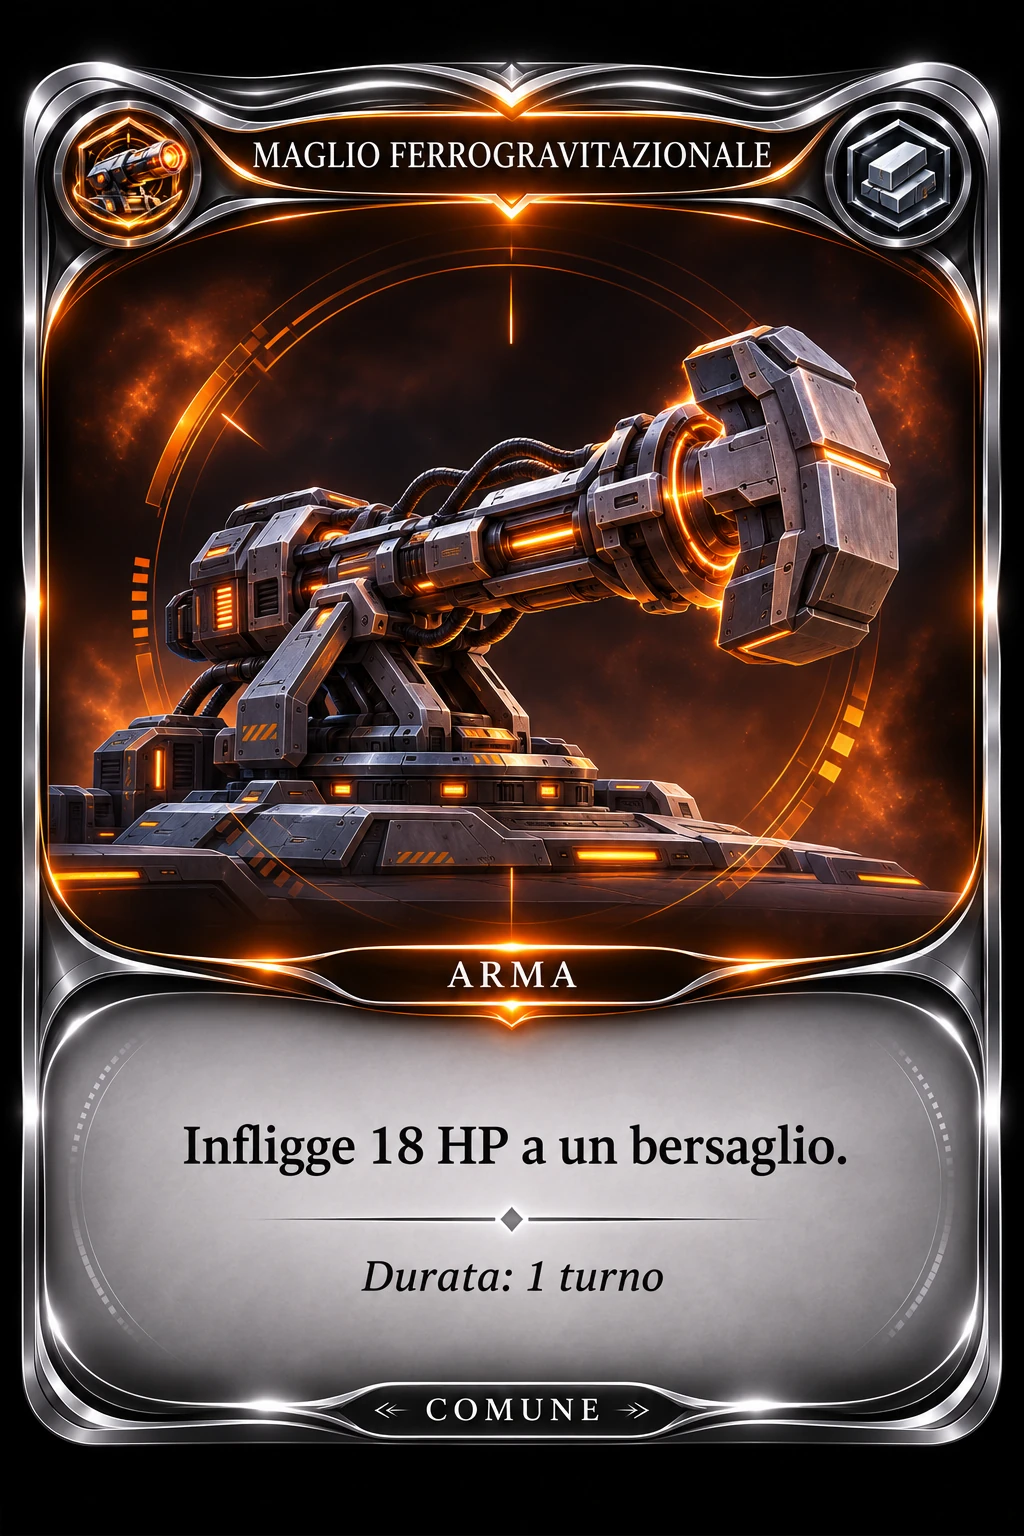 MAGLIO FERROGRAVITAZIONALE
ARMA
Infligge 18 HP a un bersaglio.
Durata: 1 turno
COMUNE